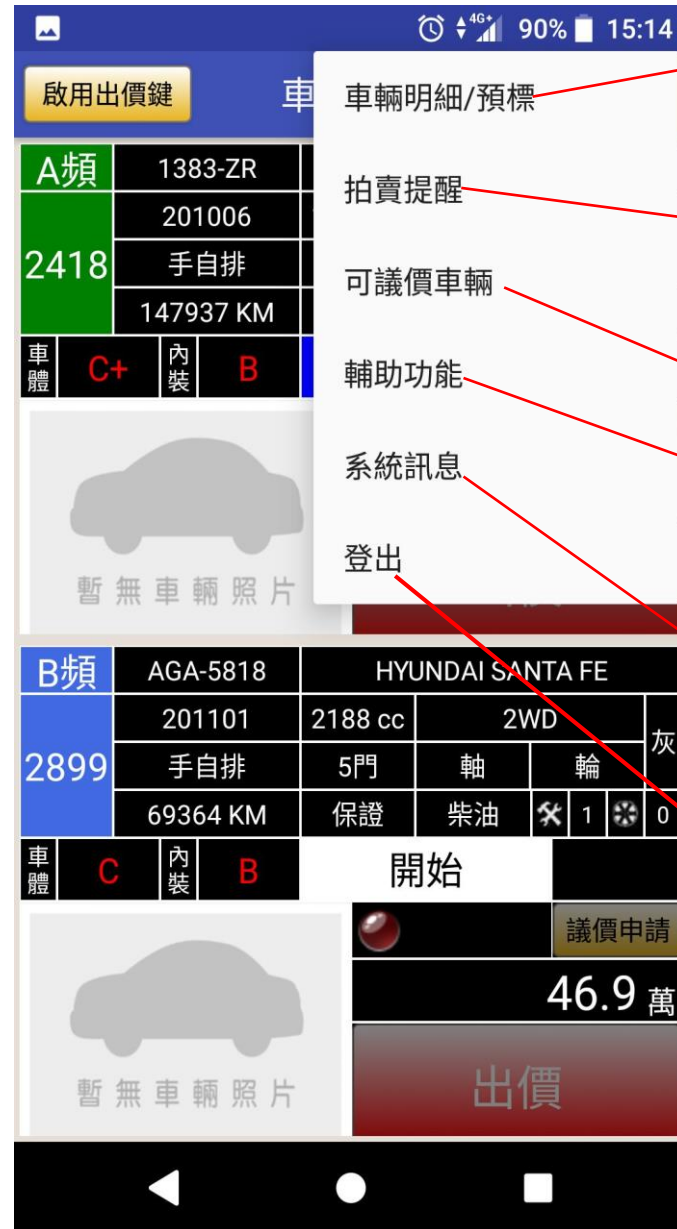 4G+ 90% 15:14
啟用出價鍵 車
車輛明細/預標
拍賣提醒
可議價車輛
輔助功能
系統訊息
登出
A頻 1383-ZR
201006
2418 手自排
147937 KM
車體 C+ 內裝 B
暫無車輛照片
B頻 AGA-5818 HYUNDAI SANTA FE
201101 2188 cc 2WD 灰
2899 手自排 5門 軸 輪
69364 KM 保證 柴油 1 0
車體 C 內裝 B 開始
議價申請
46.9 萬
暫無車輛照片 出價